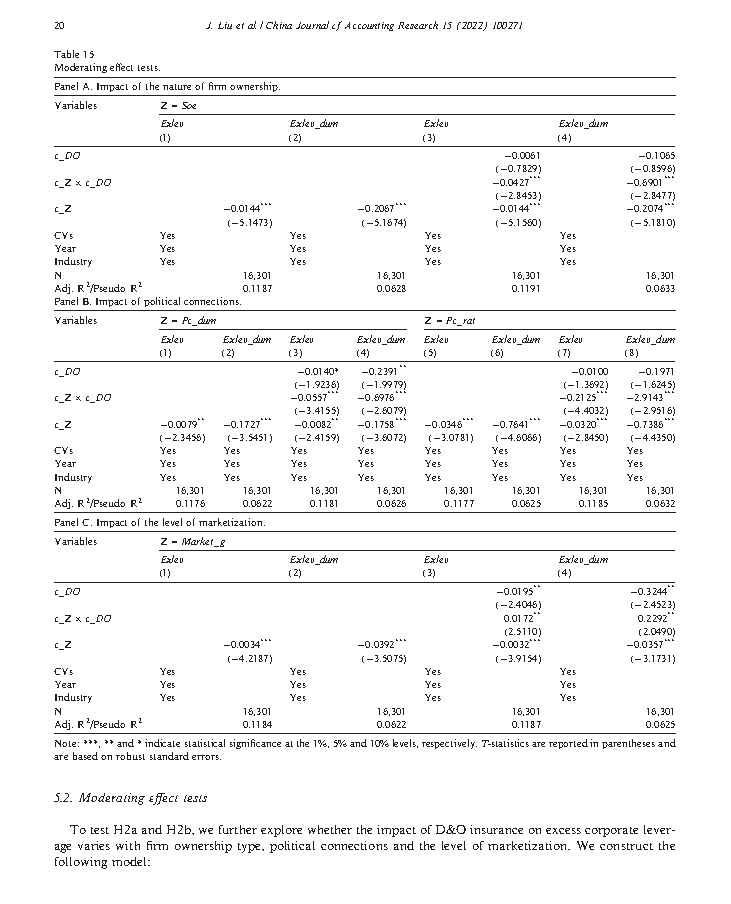 20 J. Liu et al. / China Journal of Accounting Research 15 (2022) 100271
Table 15
Moderating effect tests.
Panel A. Impact of the nature of firm ownership.
Variables Z = Soe
Exlev Exlev_dum Exlev Exlev_dum
(1) (2) (3) (4)
c_DO −0.0061 −0.1065
(−0.7829) (−0.8596)
c_Z × c_DO −0.0427*** −0.6901***
(−2.8453) (−2.8477)
c_Z −0.0144*** −0.2067*** −0.0144*** −0.2074***
(−5.1473) (−5.1674) (−5.1560) (−5.1810)
CVs Yes Yes Yes Yes
Year Yes Yes Yes Yes
Industry Yes Yes Yes Yes
N 16,301 16,301 16,301 16,301
Adj. R²/Pseudo R² 0.1187 0.0628 0.1191 0.0633
Panel B. Impact of political connections.
Variables Z = Pc_dum Z = Pc_rat
Exlev Exlev_dum Exlev Exlev_dum Exlev Exlev_dum Exlev Exlev_dum
(1) (2) (3) (4) (5) (6) (7) (8)
c_DO −0.0140* −0.2391** −0.0100 −0.1971
(−1.9236) (−1.9979) (−1.3692) (−1.6245)
c_Z × c_DO −0.0557*** −0.6976*** −0.2125*** −2.9143***
(−3.4155) (−2.6079) (−4.4032) (−2.9516)
c_Z −0.0079** −0.1727*** −0.0082** −0.1758*** −0.0346*** −0.7641*** −0.0320*** −0.7386***
(−2.3456) (−3.5451) (−2.4159) (−3.6072) (−3.0781) (−4.6066) (−2.8450) (−4.4350)
CVs Yes Yes Yes Yes Yes Yes Yes Yes
Year Yes Yes Yes Yes Yes Yes Yes Yes
Industry Yes Yes Yes Yes Yes Yes Yes Yes
N 16,301 16,301 16,301 16,301 16,301 16,301 16,301 16,301
Adj. R²/Pseudo R² 0.1176 0.0622 0.1181 0.0626 0.1177 0.0625 0.1185 0.0632
Panel C. Impact of the level of marketization.
Variables Z = Market_g
Exlev Exlev_dum Exlev Exlev_dum
(1) (2) (3) (4)
c_DO −0.0195** −0.3244**
(−2.4046) (−2.4523)
c_Z × c_DO 0.0172** 0.2292**
(2.5110) (2.0490)
c_Z −0.0034*** −0.0392*** −0.0032*** −0.0357***
(−4.2187) (−3.5075) (−3.9154) (−3.1731)
CVs Yes Yes Yes Yes
Year Yes Yes Yes Yes
Industry Yes Yes Yes Yes
N 16,301 16,301 16,301 16,301
Adj. R²/Pseudo R² 0.1184 0.0622 0.1187 0.0625
Note: ***, ** and * indicate statistical significance at the 1%, 5% and 10% levels, respectively. T-statistics are reported in parentheses and
are based on robust standard errors.
5.2. Moderating effect tests
To test H2a and H2b, we further explore whether the impact of D&O insurance on excess corporate lever-
age varies with firm ownership type, political connections and the level of marketization. We construct the
following model: